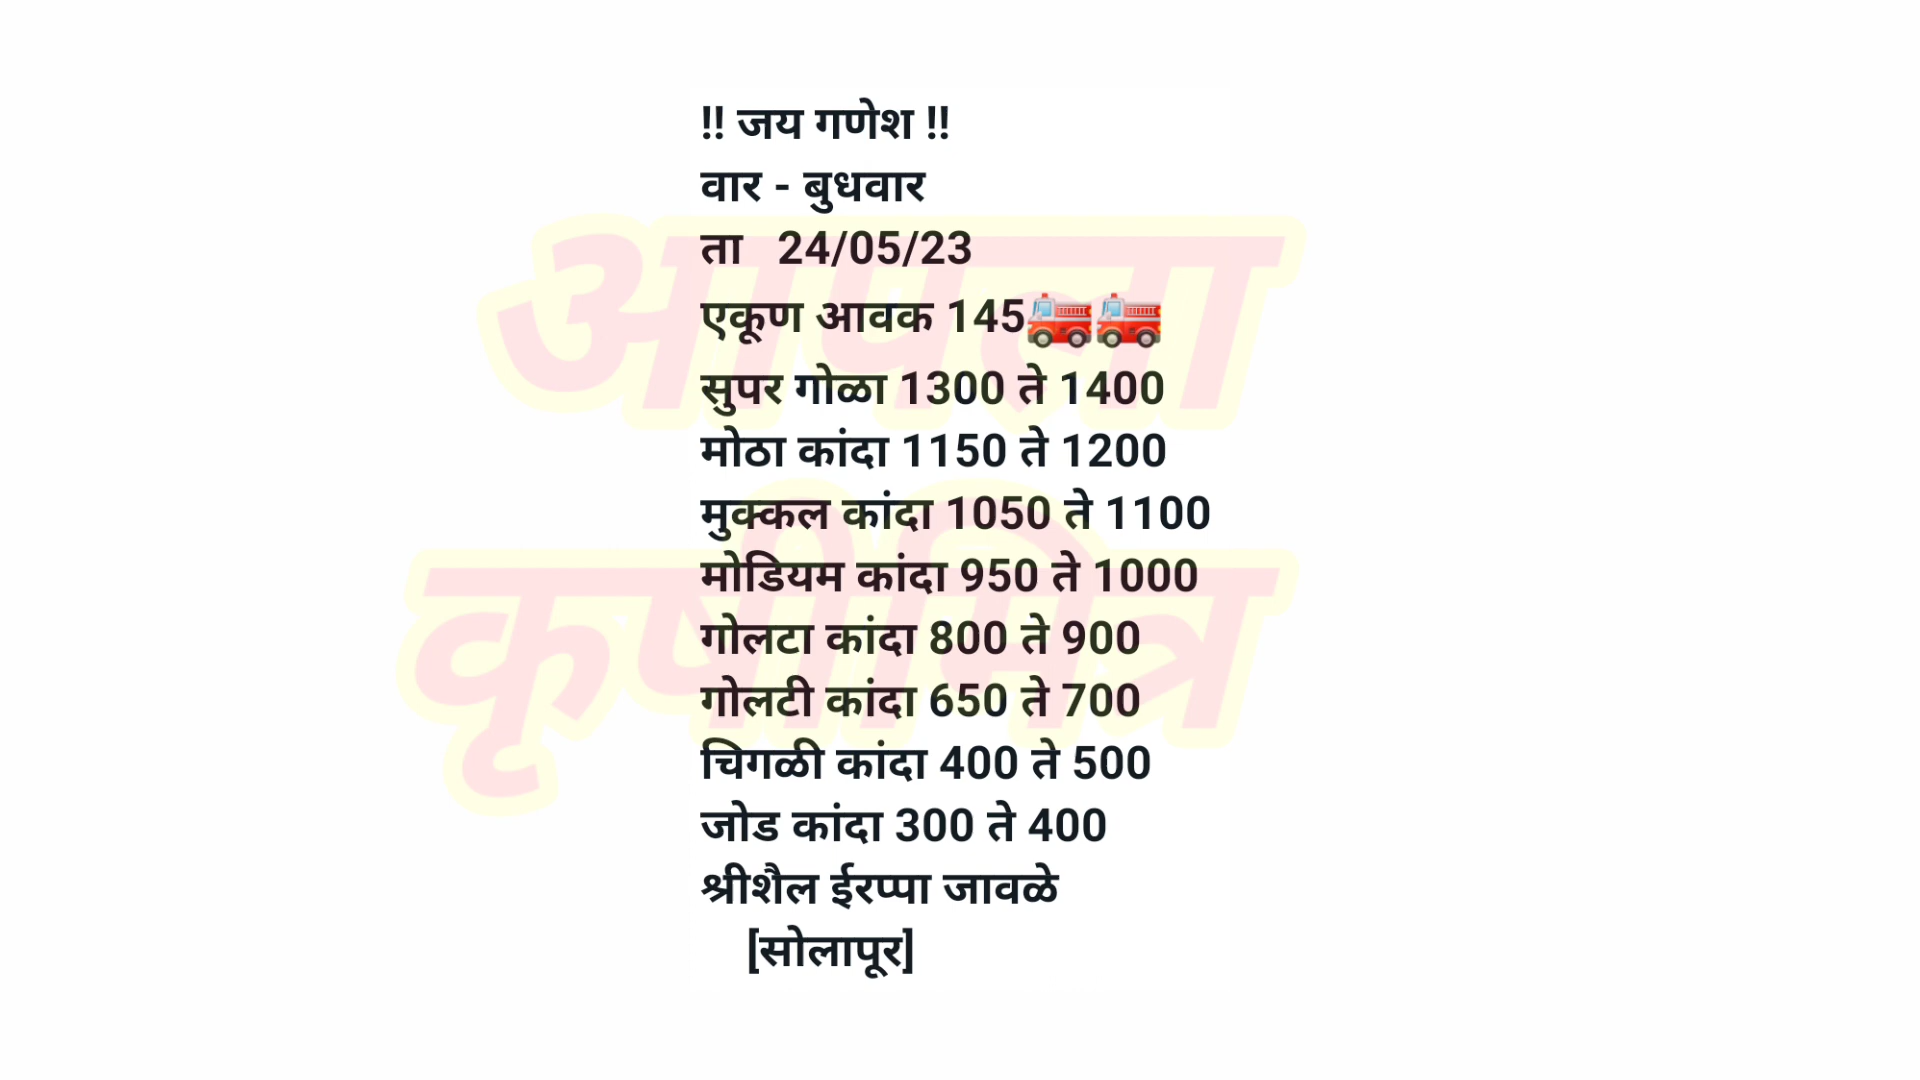 !! जय गणेश !!
वार - बुधवार
ता 24/05/23
एकूण आवक 145🚒🚒
सुपर गोळा 1300 ते 1400
मोठा कांदा 1150 ते 1200
मुक्कल कांदा 1050 ते 1100
मोडियम कांदा 950 ते 1000
गोलटा कांदा 800 ते 900
गोलटी कांदा 650 ते 700
चिगळी कांदा 400 ते 500
जोड कांदा 300 ते 400
श्रीशैल ईरप्पा जावळे
[सोलापूर]
आपला
कृषीमित्र